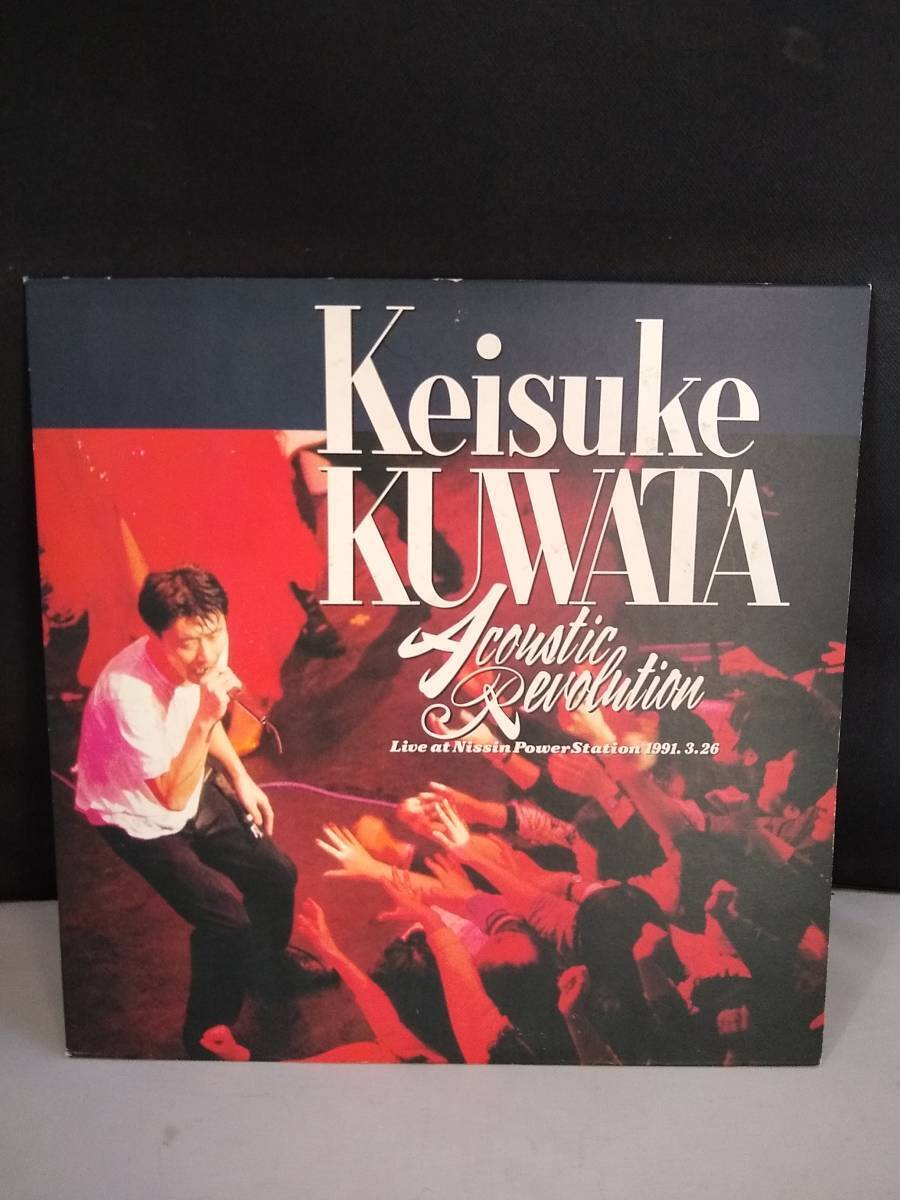 Keisuke
KUWATA
Acoustic
Revolution
Live at Nissin Power Station 1991. 3.26